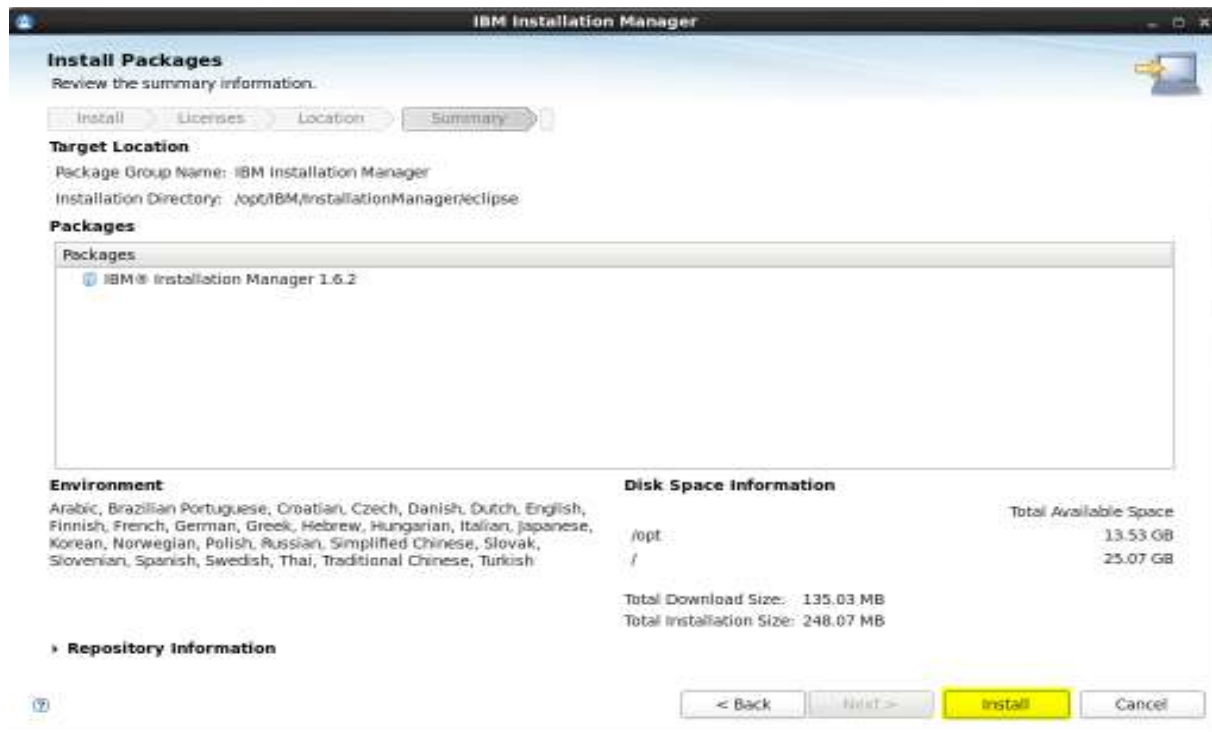 IBM Installation Manager
Install Packages
Review the summary information.
Install Licenses Location Summary
Target Location
Package Group Name: IBM Installation Manager
Installation Directory: /opt/IBM/InstallationManager/eclipse
Packages
Packages
IBM® Installation Manager 1.6.2
Environment
Arabic, Brazilian Portuguese, Croatian, Czech, Danish, Dutch, English,
Finnish, French, German, Greek, Hebrew, Hungarian, Italian, Japanese,
Korean, Norwegian, Polish, Russian, Simplified Chinese, Slovak,
Slovenian, Spanish, Swedish, Thai, Traditional Chinese, Turkish
Disk Space Information
Total Available Space
/opt 13.53 GB
/ 25.07 GB
Total Download Size: 135.03 MB
Total Installation Size: 248.07 MB
Repository Information
? < Back Next > Install Cancel